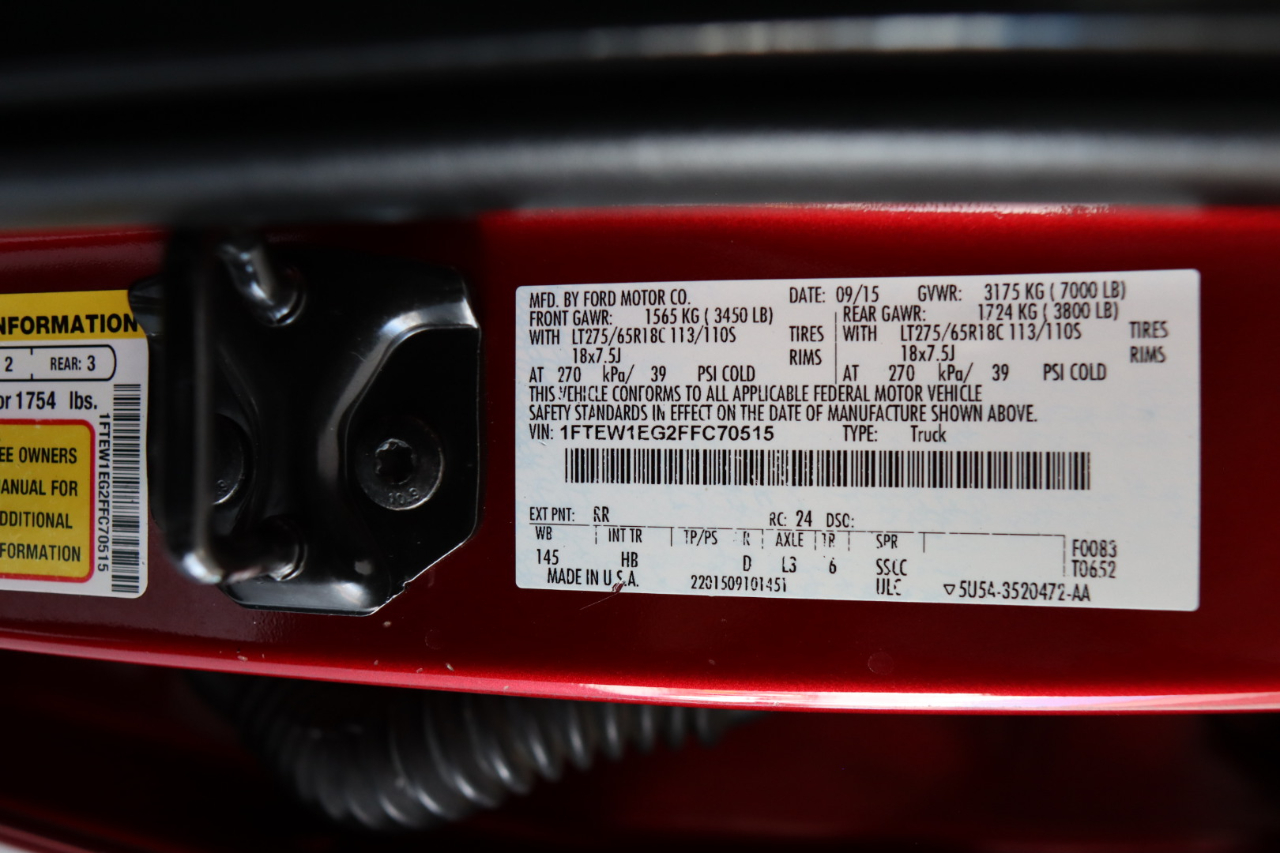 NFORMATION
2 REAR: 3
or 1754 lbs.
EE OWNERS
ANUAL FOR
DDITIONAL
FORMATION
1FTEW1EG2FFC70515
10.9
MFD. BY FORD MOTOR CO. DATE: 09/15 GVWR: 3175 KG ( 7000 LB)
FRONT GAWR: 1565 KG ( 3450 LB) REAR GAWR: 1724 KG ( 3800 LB)
WITH LT275/65R18C 113/110S TIRES WITH LT275/65R18C 113/110S TIRES
18x7.5J RIMS 18x7.5J RIMS
AT 270 kPa/ 39 PSI COLD AT 270 kPa/ 39 PSI COLD
THIS VEHICLE CONFORMS TO ALL APPLICABLE FEDERAL MOTOR VEHICLE
SAFETY STANDARDS IN EFFECT ON THE DATE OF MANUFACTURE SHOWN ABOVE.
VIN: 1FTEW1EG2FFC70515 TYPE: Truck
EXT PNT: RR RC: 24 DSO:
WB INT TR TP/PS R AXLE TR SPR
145 HB D L3 6 SSCC
F0083
T0652
MADE IN U.S.A. 2201509101451 ULC ▽5U5A-3520472-AA